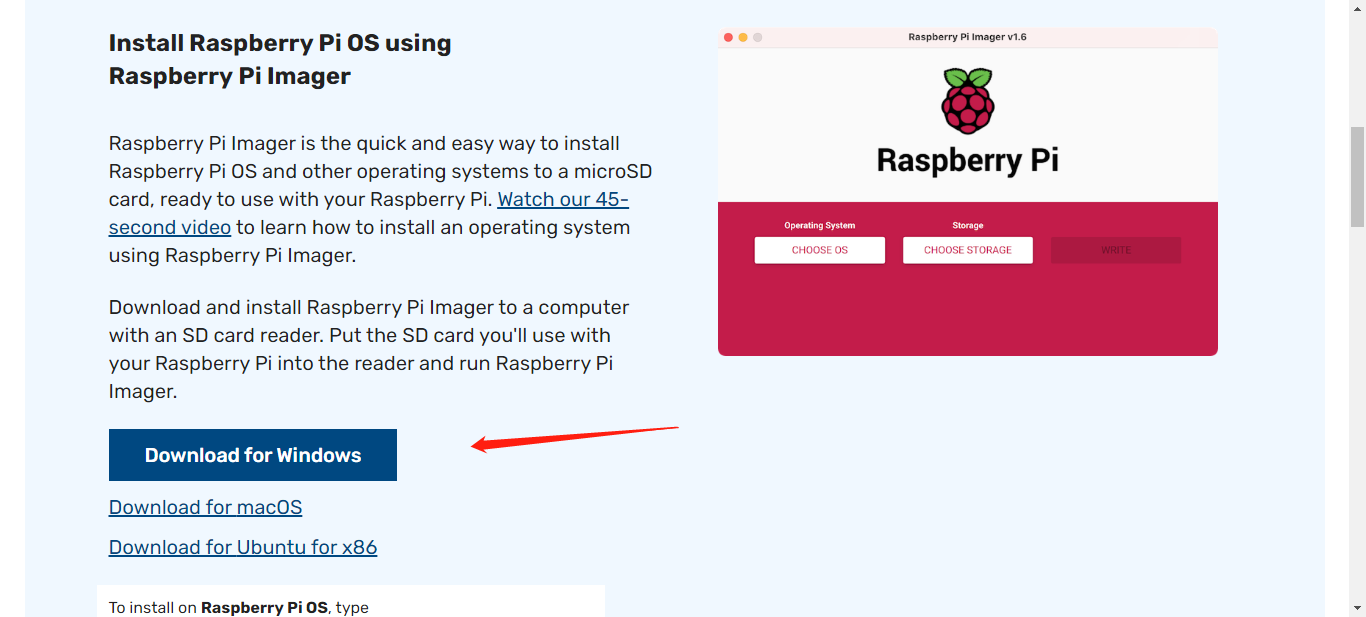 Install Raspberry Pi OS using
Raspberry Pi Imager
Raspberry Pi Imager is the quick and easy way to install
Raspberry Pi OS and other operating systems to a microSD
card, ready to use with your Raspberry Pi. Watch our 45-
second video to learn how to install an operating system
using Raspberry Pi Imager.
Download and install Raspberry Pi Imager to a computer
with an SD card reader. Put the SD card you'll use with
your Raspberry Pi into the reader and run Raspberry Pi
Imager.
Download for Windows
Download for macOS
Download for Ubuntu for x86
To install on Raspberry Pi OS, type
Raspberry Pi Imager v1.6
Raspberry Pi
Operating System
Storage
CHOOSE OS
CHOOSE STORAGE
WRITE